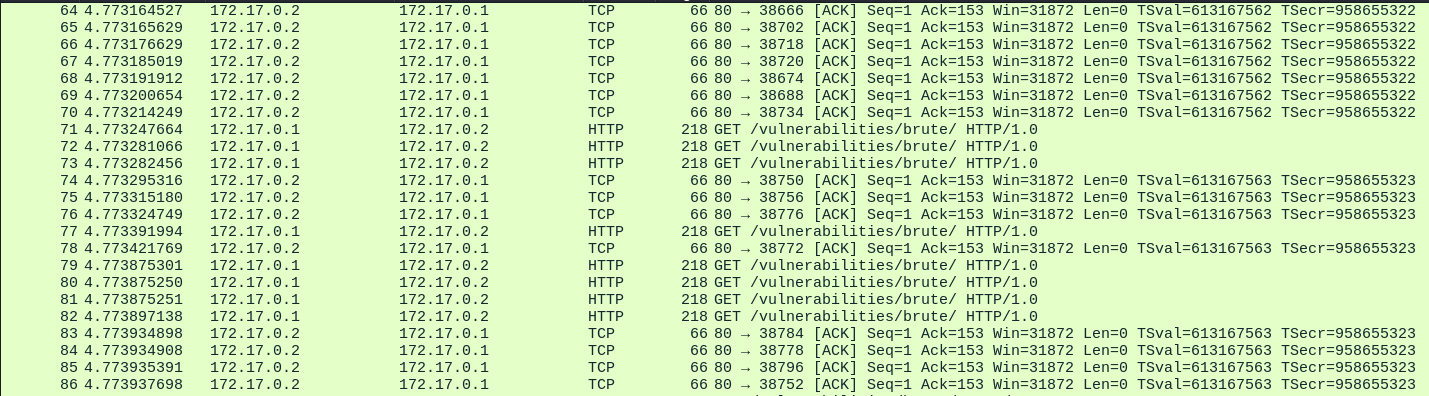 64 4.773164527 172.17.0.2 172.17.0.1 TCP 66 80 → 38666 [ACK] Seq=1 Ack=153 Win=31872 Len=0 TSval=613167562 TSecr=958655322
65 4.773165629 172.17.0.2 172.17.0.1 TCP 66 80 → 38702 [ACK] Seq=1 Ack=153 Win=31872 Len=0 TSval=613167562 TSecr=958655322
66 4.773176629 172.17.0.2 172.17.0.1 TCP 66 80 → 38718 [ACK] Seq=1 Ack=153 Win=31872 Len=0 TSval=613167562 TSecr=958655322
67 4.773185019 172.17.0.2 172.17.0.1 TCP 66 80 → 38720 [ACK] Seq=1 Ack=153 Win=31872 Len=0 TSval=613167562 TSecr=958655322
68 4.773191912 172.17.0.2 172.17.0.1 TCP 66 80 → 38674 [ACK] Seq=1 Ack=153 Win=31872 Len=0 TSval=613167562 TSecr=958655322
69 4.773200654 172.17.0.2 172.17.0.1 TCP 66 80 → 38688 [ACK] Seq=1 Ack=153 Win=31872 Len=0 TSval=613167562 TSecr=958655322
70 4.773214249 172.17.0.2 172.17.0.1 TCP 66 80 → 38734 [ACK] Seq=1 Ack=153 Win=31872 Len=0 TSval=613167562 TSecr=958655322
71 4.773247664 172.17.0.1 172.17.0.2 HTTP 218 GET /vulnerabilities/brute/ HTTP/1.0
72 4.773281066 172.17.0.1 172.17.0.2 HTTP 218 GET /vulnerabilities/brute/ HTTP/1.0
73 4.773282456 172.17.0.1 172.17.0.2 HTTP 218 GET /vulnerabilities/brute/ HTTP/1.0
74 4.773295316 172.17.0.2 172.17.0.1 TCP 66 80 → 38750 [ACK] Seq=1 Ack=153 Win=31872 Len=0 TSval=613167563 TSecr=958655323
75 4.773315180 172.17.0.2 172.17.0.1 TCP 66 80 → 38756 [ACK] Seq=1 Ack=153 Win=31872 Len=0 TSval=613167563 TSecr=958655323
76 4.773324749 172.17.0.2 172.17.0.1 TCP 66 80 → 38776 [ACK] Seq=1 Ack=153 Win=31872 Len=0 TSval=613167563 TSecr=958655323
77 4.773391994 172.17.0.1 172.17.0.2 HTTP 218 GET /vulnerabilities/brute/ HTTP/1.0
78 4.773421769 172.17.0.2 172.17.0.1 TCP 66 80 → 38772 [ACK] Seq=1 Ack=153 Win=31872 Len=0 TSval=613167563 TSecr=958655323
79 4.773875301 172.17.0.1 172.17.0.2 HTTP 218 GET /vulnerabilities/brute/ HTTP/1.0
80 4.773875250 172.17.0.1 172.17.0.2 HTTP 218 GET /vulnerabilities/brute/ HTTP/1.0
81 4.773875251 172.17.0.1 172.17.0.2 HTTP 218 GET /vulnerabilities/brute/ HTTP/1.0
82 4.773897138 172.17.0.1 172.17.0.2 HTTP 218 GET /vulnerabilities/brute/ HTTP/1.0
83 4.773934898 172.17.0.2 172.17.0.1 TCP 66 80 → 38784 [ACK] Seq=1 Ack=153 Win=31872 Len=0 TSval=613167563 TSecr=958655323
84 4.773934908 172.17.0.2 172.17.0.1 TCP 66 80 → 38778 [ACK] Seq=1 Ack=153 Win=31872 Len=0 TSval=613167563 TSecr=958655323
85 4.773935391 172.17.0.2 172.17.0.1 TCP 66 80 → 38796 [ACK] Seq=1 Ack=153 Win=31872 Len=0 TSval=613167563 TSecr=958655323
86 4.773937698 172.17.0.2 172.17.0.1 TCP 66 80 → 38752 [ACK] Seq=1 Ack=153 Win=31872 Len=0 TSval=613167563 TSecr=958655323